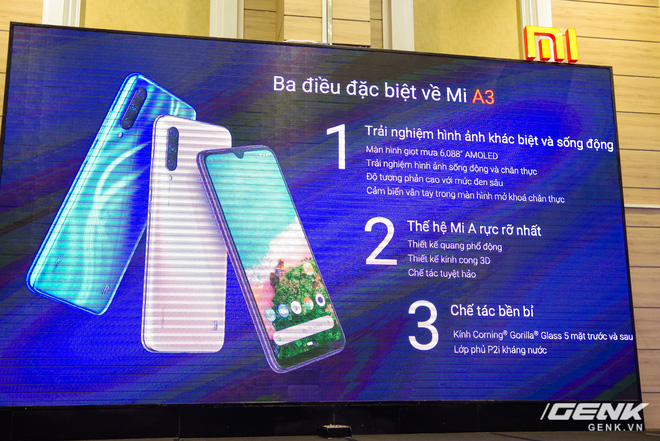 mi
Ba điều đặc biệt về Mi A3
1
Trải nghiệm hình ảnh khác biệt và sống động
Màn hình giọt mưa 6,088" AMOLED
Trải nghiệm hình ảnh sống động và chân thực
Độ tương phản cao với mức đen sâu
Cảm biến vân tay trong màn hình mở khoá chân thực
2
Thế hệ Mi A rực rỡ nhất
Thiết kế quang phổ động
Thiết kế kính cong 3D
Chế tác tuyệt hảo
3
Chế tác bền bỉ
Kính Corning® Gorilla® Glass 5 mặt trước và sau
Lớp phủ P2i kháng nước
GENK
GENK.VN